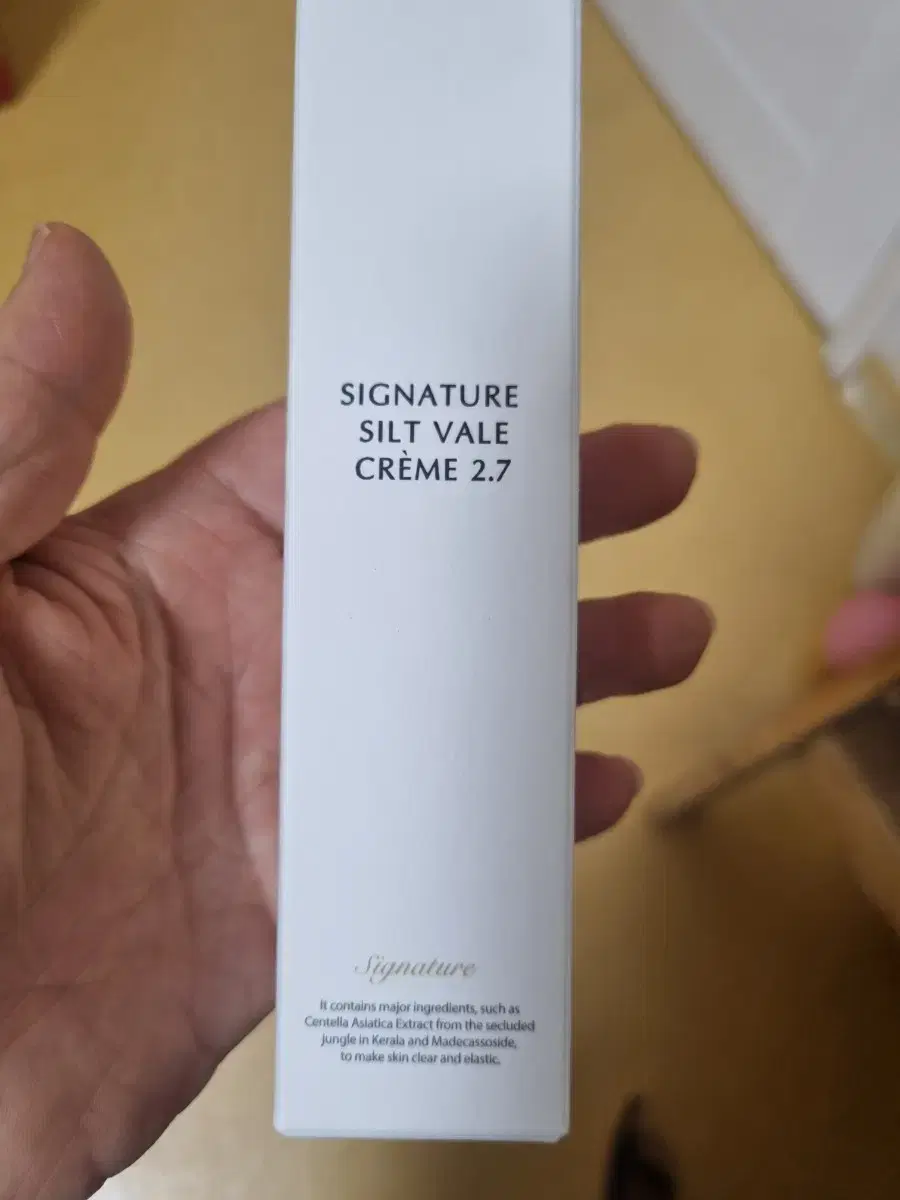 SIGNATURE
SILT VALE
CRÈME 2.7
Signature
It contains major ingredients, such as
Centella Asiatica Extract from the secluded
jungle in Kerala and Madecassoside,
to make skin clear and elastic.